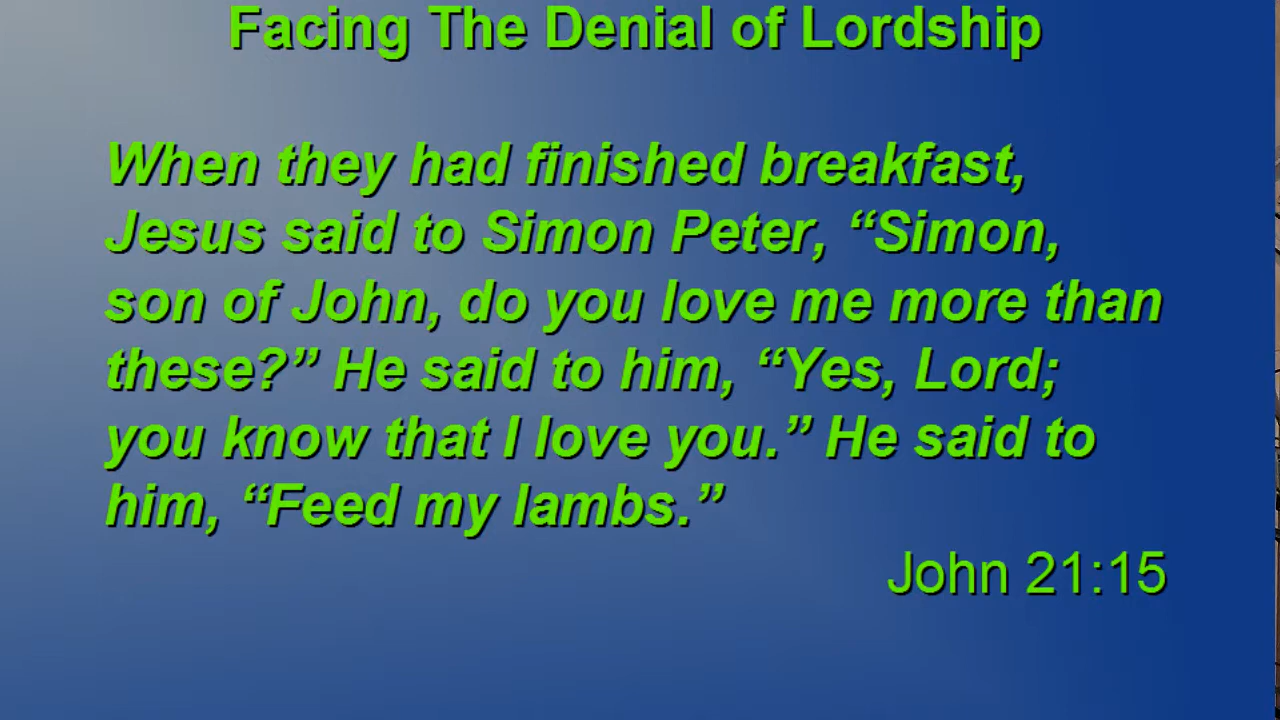 Facing The Denial of Lordship
When they had finished breakfast,
Jesus said to Simon Peter, “Simon,
son of John, do you love me more than
these?” He said to him, “Yes, Lord;
you know that I love you.” He said to
him, “Feed my lambs.”
John 21:15